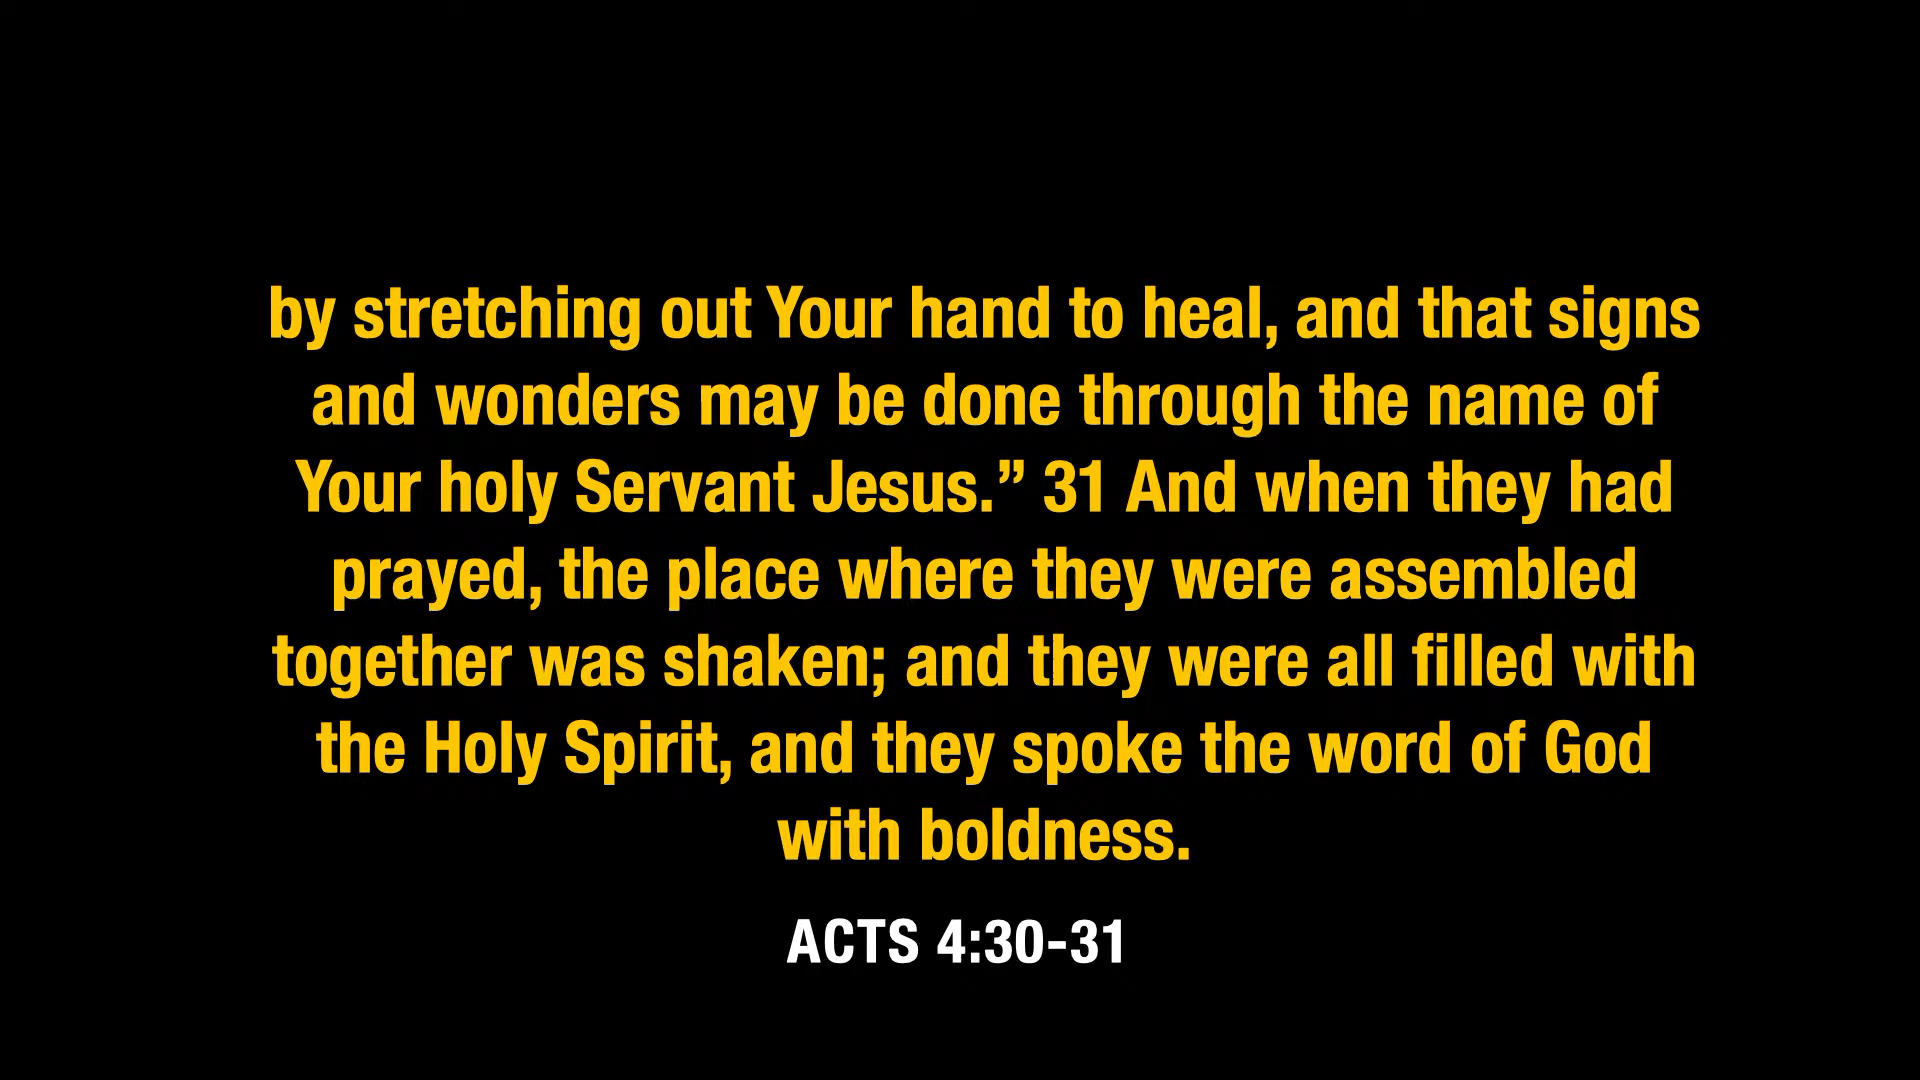 by stretching out Your hand to heal, and that signs
and wonders may be done through the name of
Your holy Servant Jesus.” 31 And when they had
prayed, the place where they were assembled
together was shaken; and they were all filled with
the Holy Spirit, and they spoke the word of God
with boldness.
ACTS 4:30-31